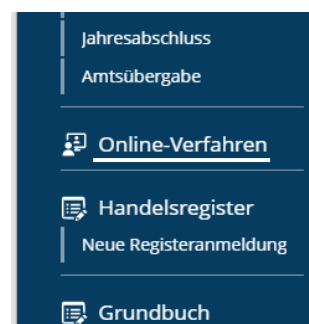 Jahresabschluss
Amtsübergabe
Online-Verfahren
Handelsregister
Neue Registeranmeldung
Grundbuch